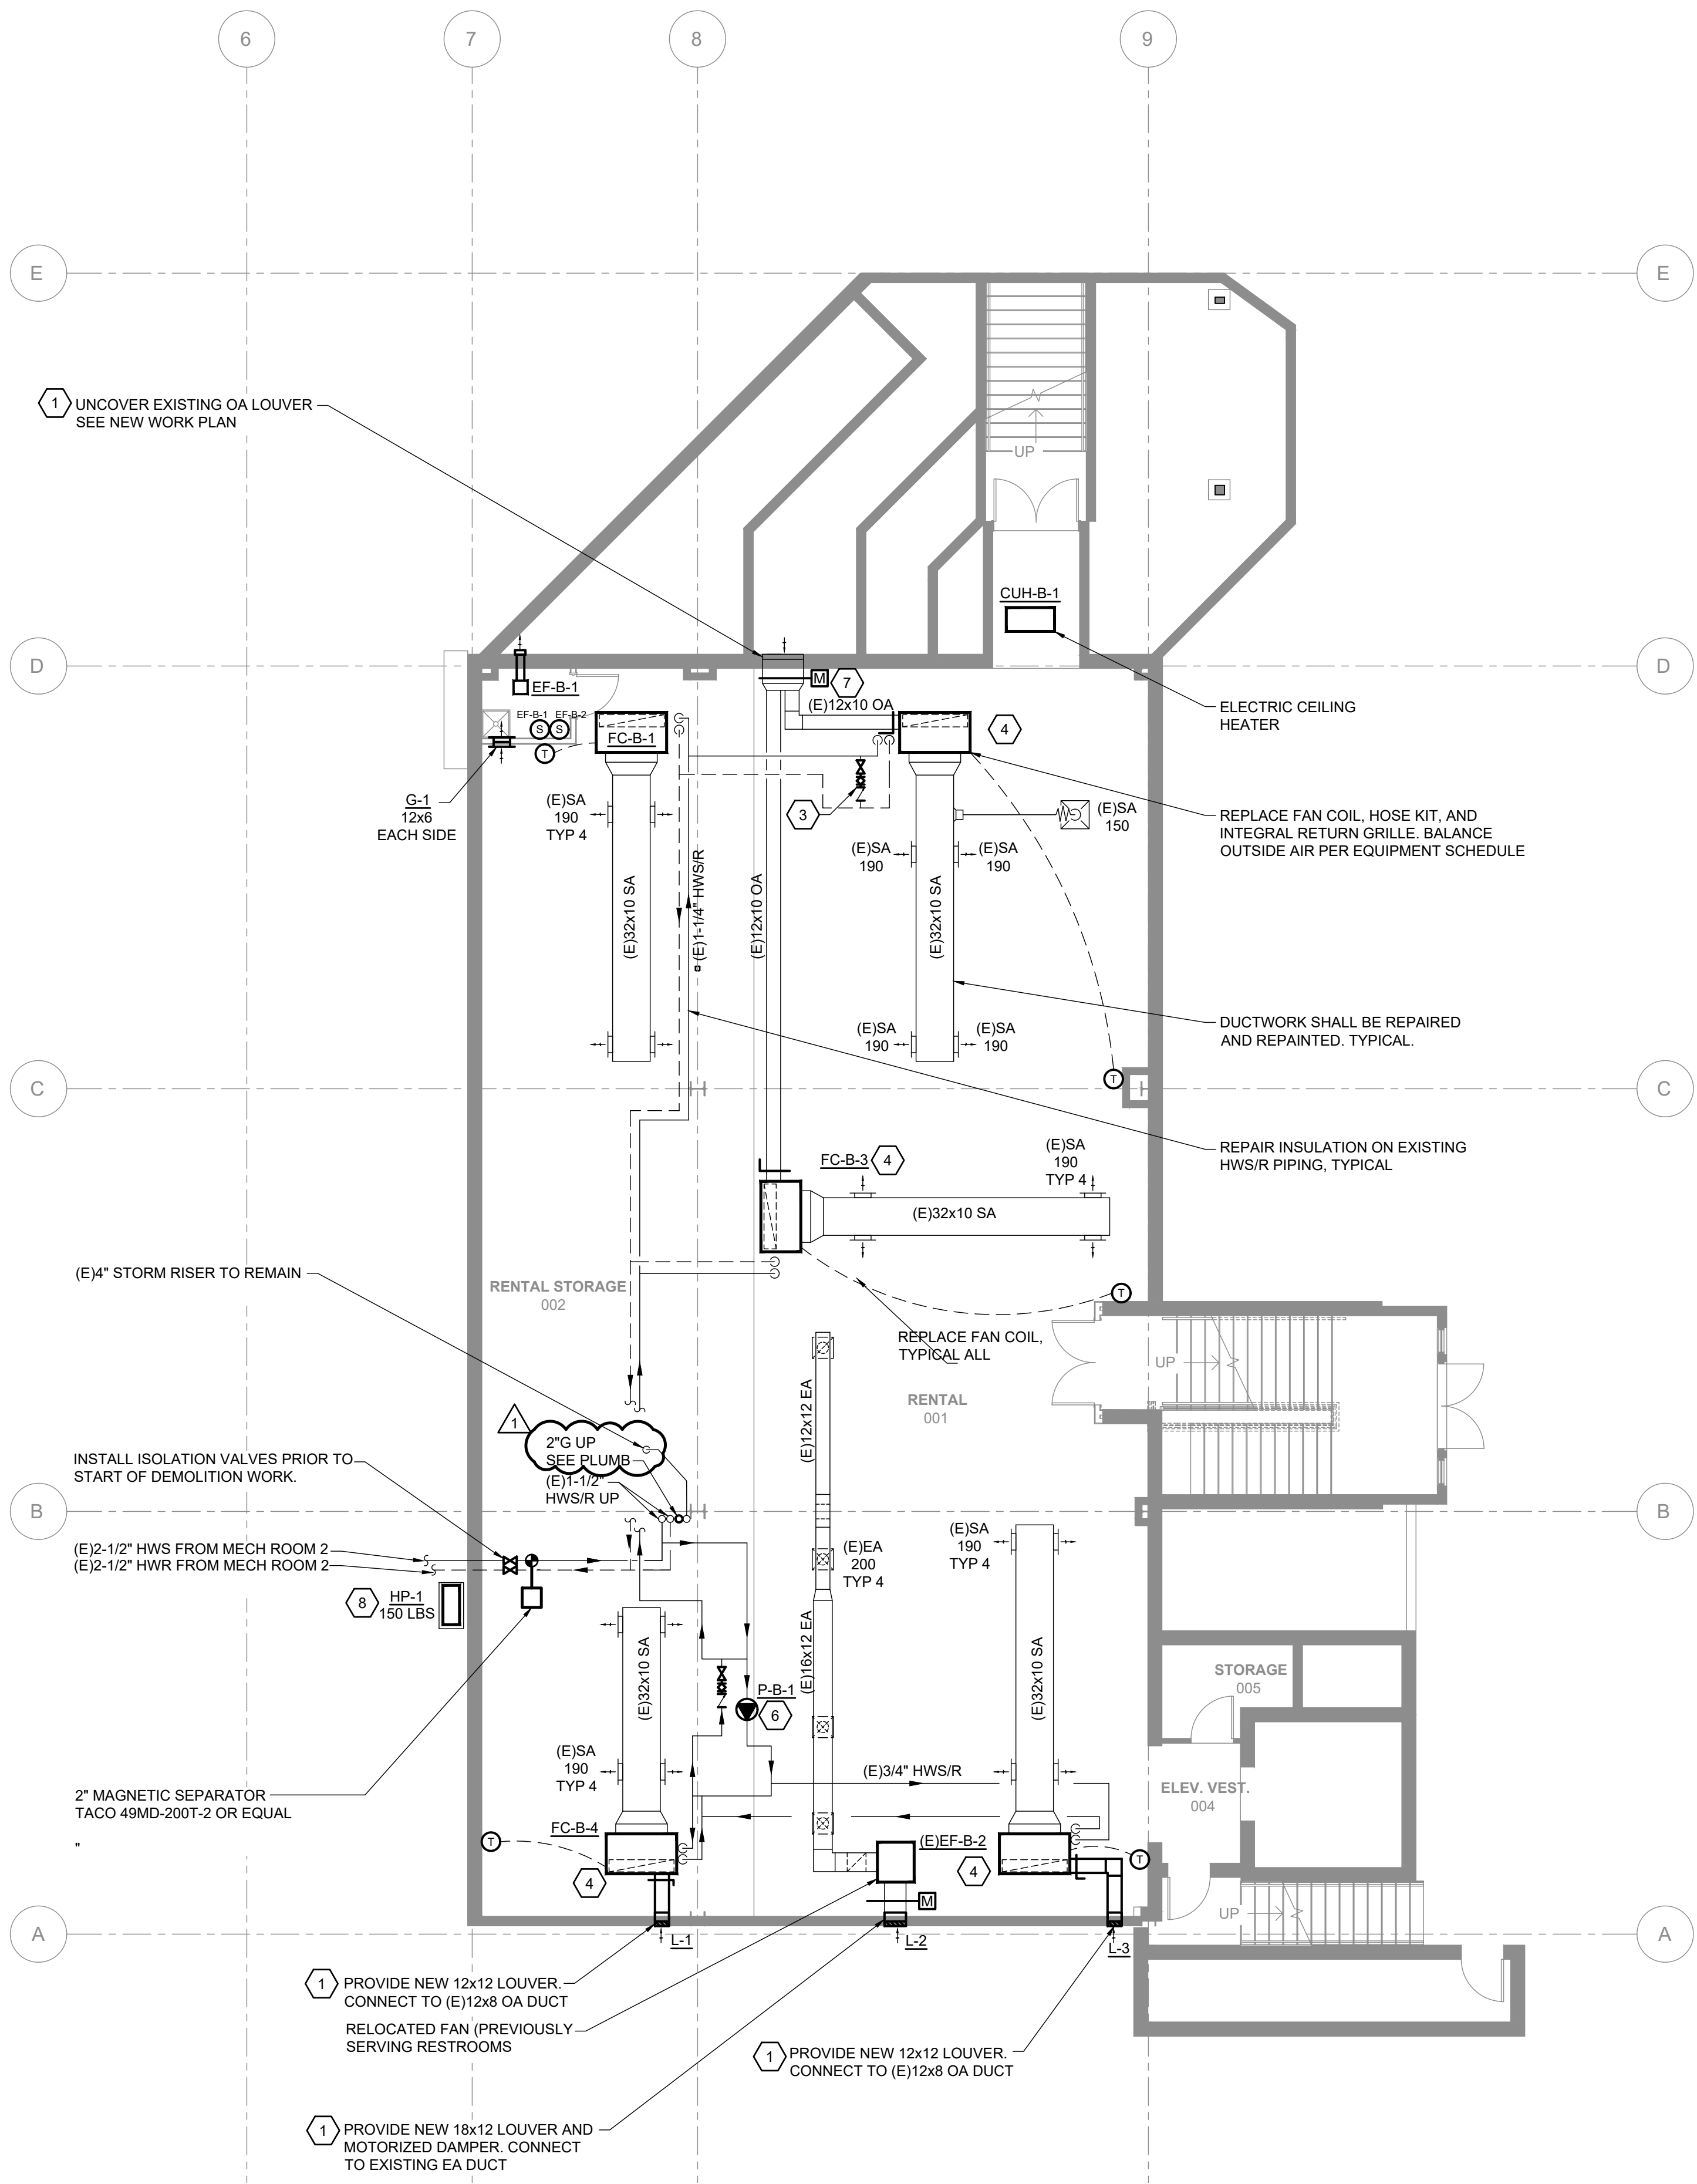 6
7
8
9
E
E
1
UNCOVER EXISTING OA LOUVER
SEE NEW WORK PLAN
UP
CUH-B-1
D
D
EF-B-1
M
7
(E)12x10 OA
ELECTRIC CEILING
HEATER
EF-B-1
EF-B-2
S
S
T
FC-B-1
4
G-1
12x6
EACH SIDE
(E)SA
190
TYP 4
3
(E)SA
150
REPLACE FAN COIL, HOSE KIT, AND
INTEGRAL RETURN GRILLE. BALANCE
OUTSIDE AIR PER EQUIPMENT SCHEDULE
(E)SA
190
(E)SA
190
(E)32x10 SA
(E)1-1/4" HWS/R
(E)12x10 OA
(E)32x10 SA
(E)SA
190
(E)SA
190
DUCTWORK SHALL BE REPAIRED
AND REPAINTED. TYPICAL.
T
C
C
REPAIR INSULATION ON EXISTING
HWS/R PIPING, TYPICAL
FC-B-3
4
(E)SA
190
TYP 4
(E)32x10 SA
(E)4" STORM RISER TO REMAIN
RENTAL STORAGE
002
T
REPLACE FAN COIL,
TYPICAL ALL
UP
RENTAL
001
(E)12x12 EA
1
2"G UP
SEE PLUMB
(E)1-1/2"
HWS/R UP
INSTALL ISOLATION VALVES PRIOR TO
START OF DEMOLITION WORK.
B
B
(E)2-1/2" HWS FROM MECH ROOM 2
(E)2-1/2" HWR FROM MECH ROOM 2
(E)EA
200
TYP 4
(E)SA
190
TYP 4
8
HP-1
150 LBS
(E)32x10 SA
(E)16x12 EA
(E)32x10 SA
STORAGE
005
P-B-1
6
(E)SA
190
TYP 4
(E)3/4" HWS/R
ELEV. VEST.
004
2" MAGNETIC SEPARATOR
TACO 49MD-200T-2 OR EQUAL
"
FC-B-4
T
4
(E)EF-B-2
4
T
M
UP
A
A
L-1
L-2
L-3
1
PROVIDE NEW 12x12 LOUVER.
CONNECT TO (E)12x8 OA DUCT
RELOCATED FAN (PREVIOUSLY
SERVING RESTROOMS
1
PROVIDE NEW 12x12 LOUVER.
CONNECT TO (E)12x8 OA DUCT
1
PROVIDE NEW 18x12 LOUVER AND
MOTORIZED DAMPER. CONNECT
TO EXISTING EA DUCT